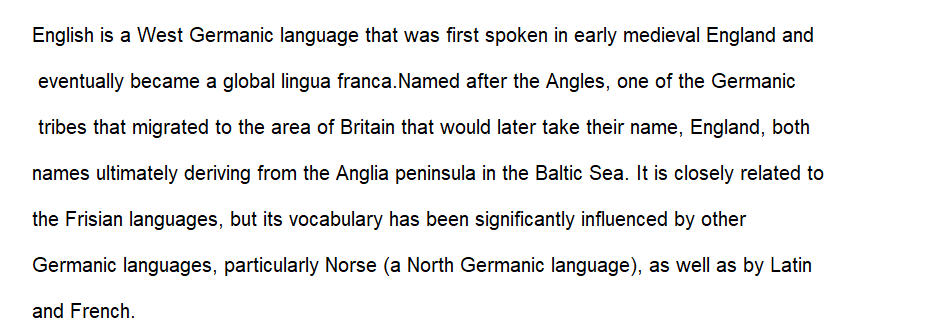 English is a West Germanic language that was first spoken in early medieval England and
eventually became a global lingua franca.Named after the Angles, one of the Germanic
tribes that migrated to the area of Britain that would later take their name, England, both
names ultimately deriving from the Anglia peninsula in the Baltic Sea. It is closely related to
the Frisian languages, but its vocabulary has been significantly influenced by other
Germanic languages, particularly Norse (a North Germanic language), as well as by Latin
and French.